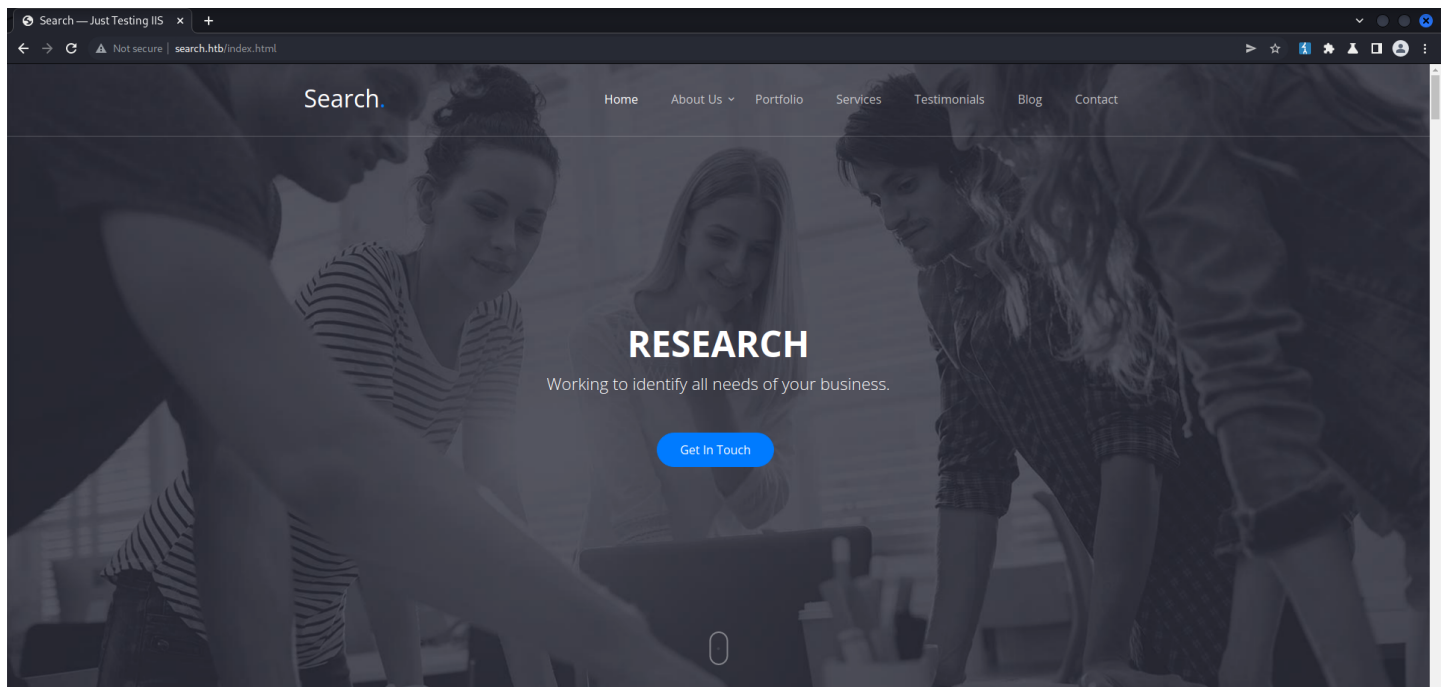 Search — Just Testing IIS
Not secure | search.htb/index.html
Search.
Home About Us Portfolio Services Testimonials Blog Contact
RESEARCH
Working to identify all needs of your business.
Get In Touch